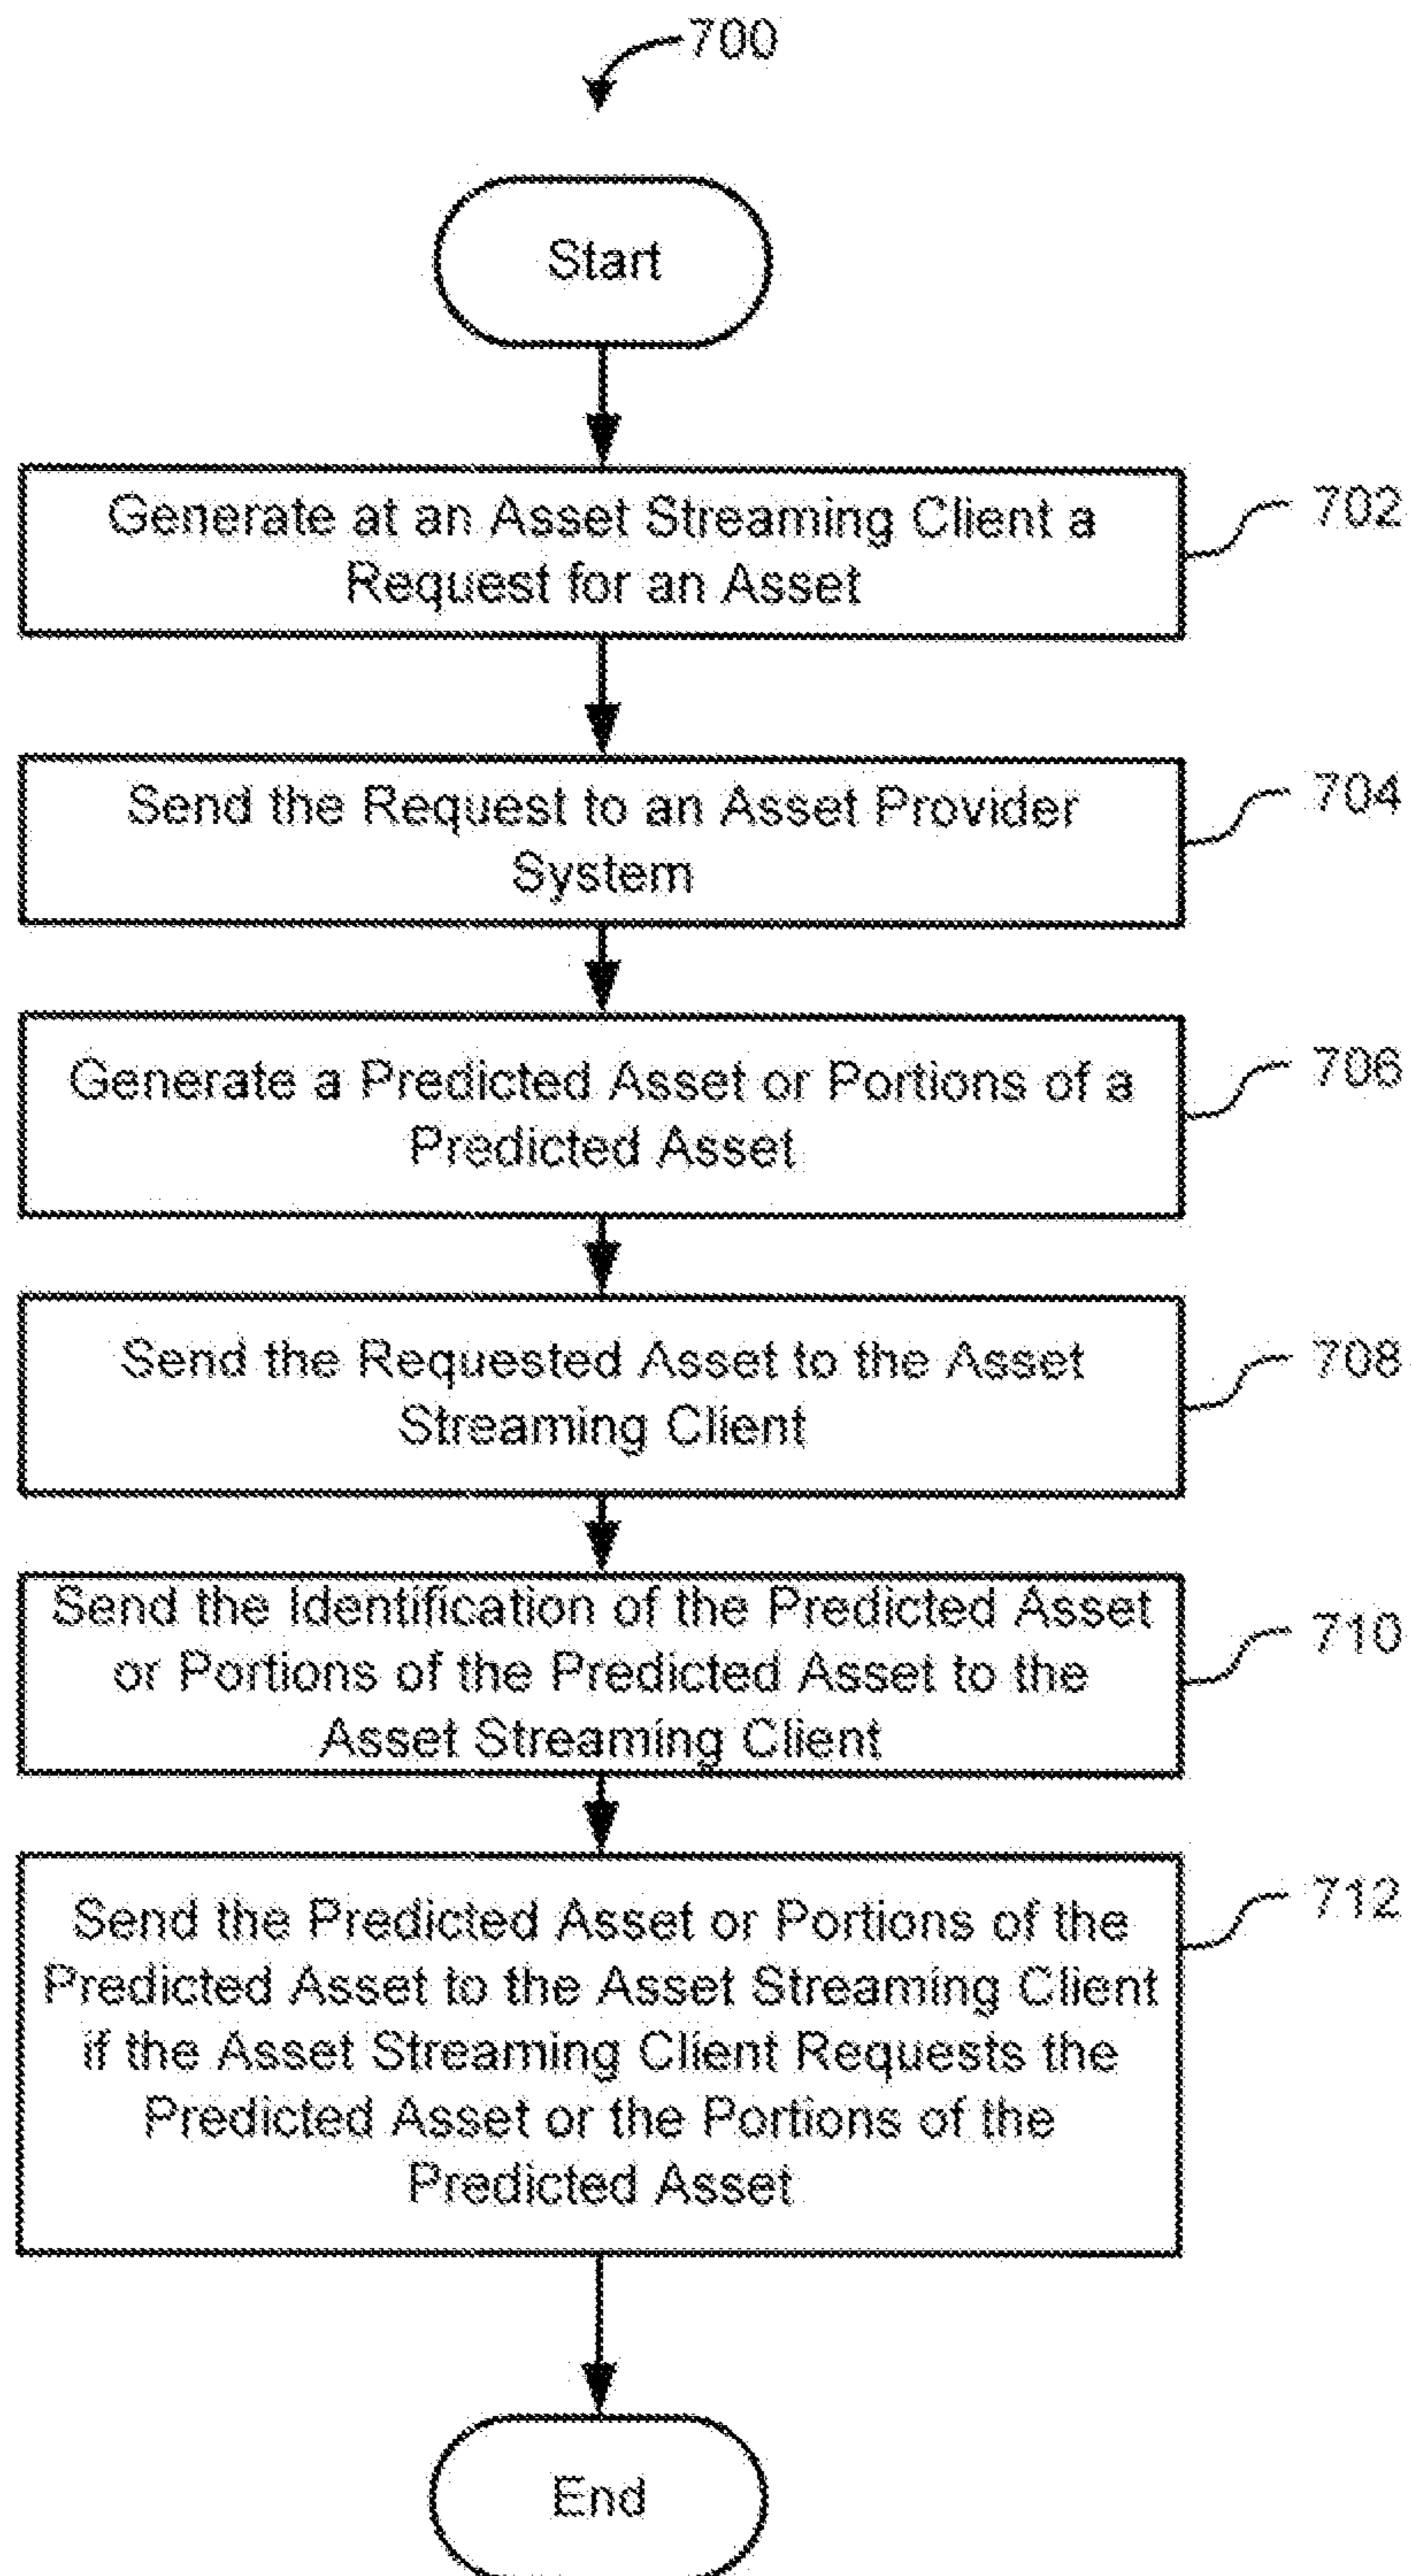 700
Start
Generate at an Asset Streaming Client a
Request for an Asset
702
Send the Request to an Asset Provider
System
704
Generate a Predicted Asset or Portions of a
Predicted Asset
706
Send the Requested Asset to the Asset
Streaming Client
708
Send the Identification of the Predicted Asset
or Portions of the Predicted Asset to the
Asset Streaming Client
710
Send the Predicted Asset or Portions of the
Predicted Asset to the Asset Streaming Client
if the Asset Streaming Client Requests the
Predicted Asset or the Portions of the
Predicted Asset
712
End